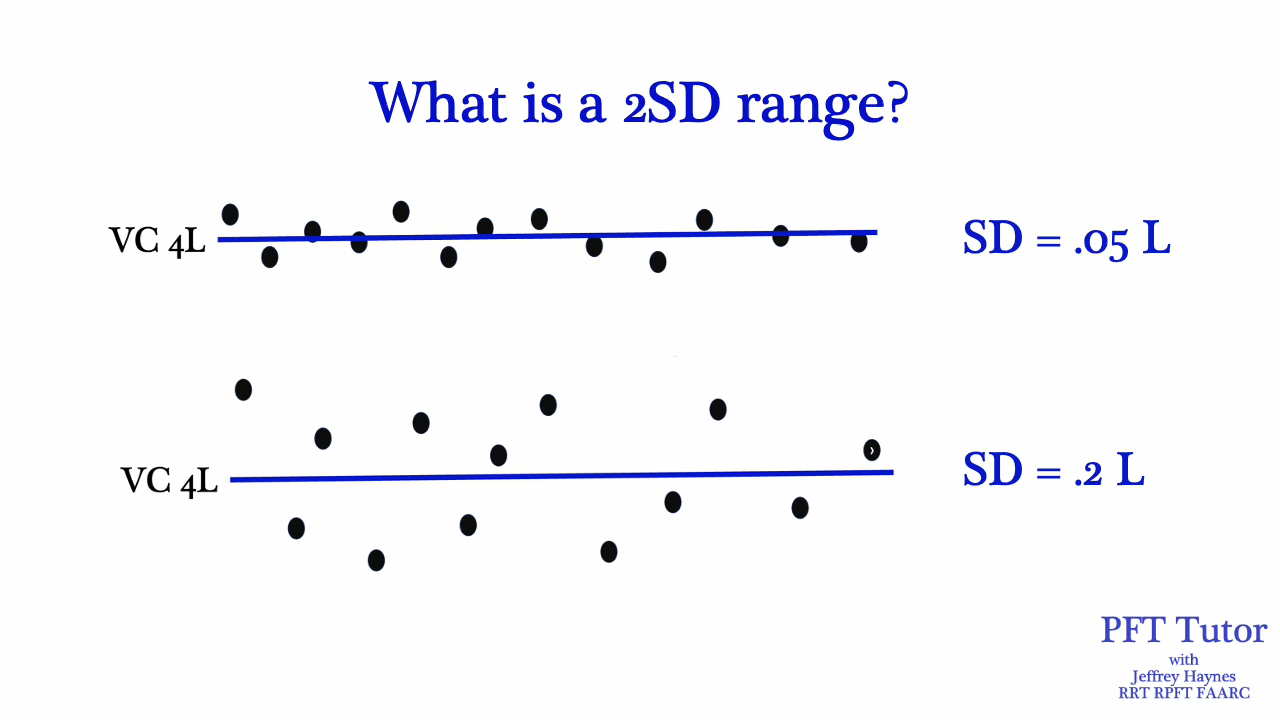 What is a 2SD range?
VC 4L
SD = .05 L
VC 4L
SD = .2 L
PFT Tutor
with
Jeffrey Haynes
RRT RPFT FAARC